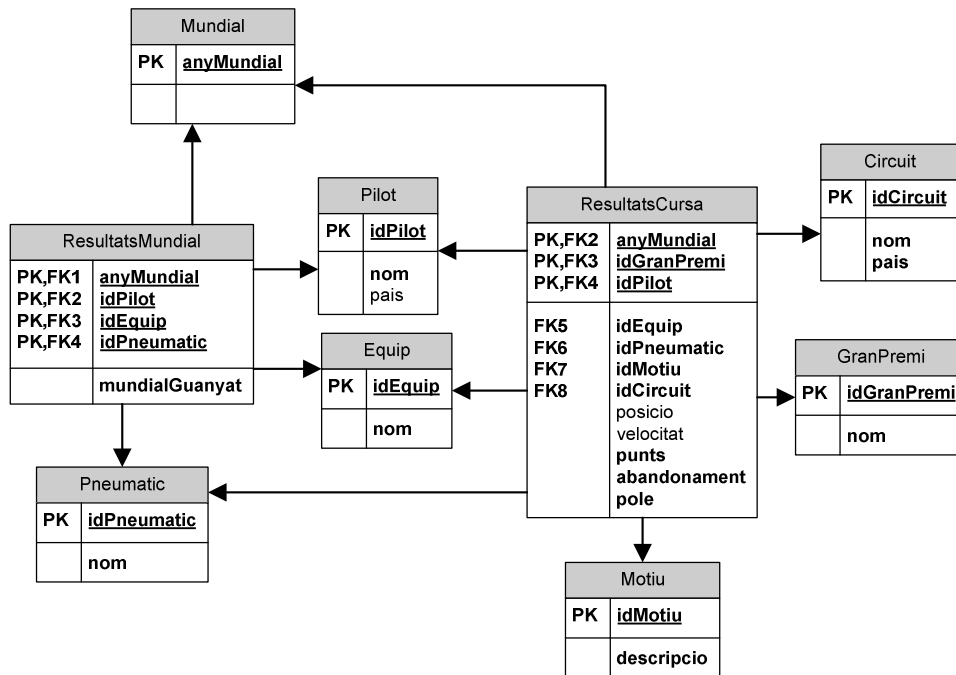 Mundial
PK anyMundial
Circuit
PK idCircuit
nom
pais
Pilot
PK idPilot
nom
pais
ResultatsCursa
PK,FK2 anyMundial
PK,FK3 idGranPremi
PK,FK4 idPilot
FK5 idEquip
FK6 idPneumatic
FK7 idMotiu
FK8 idCircuit
posicio
velocitat
punts
abandonament
pole
ResultatsMundial
PK,FK1 anyMundial
PK,FK2 idPilot
PK,FK3 idEquip
PK,FK4 idPneumatic
mundialGuanyat
Equip
PK idEquip
nom
GranPremi
PK idGranPremi
nom
Pneumatic
PK idPneumatic
nom
Motiu
PK idMotiu
descripcio